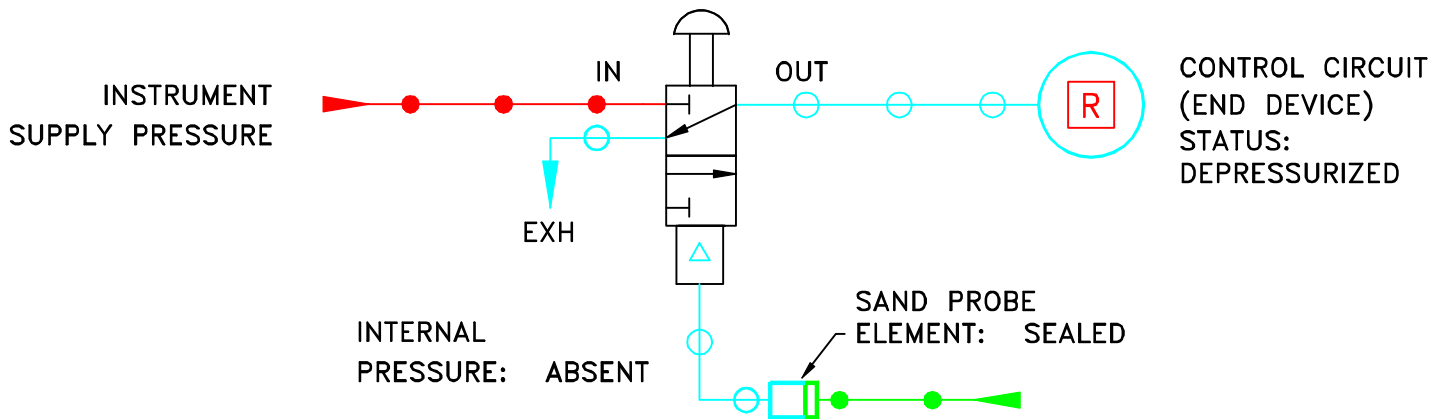 INSTRUMENT
SUPPLY PRESSURE
IN
OUT
EXH
R
CONTROL CIRCUIT
(END DEVICE)
STATUS:
DEPRESSURIZED
INTERNAL
PRESSURE: ABSENT
SAND PROBE
ELEMENT: SEALED